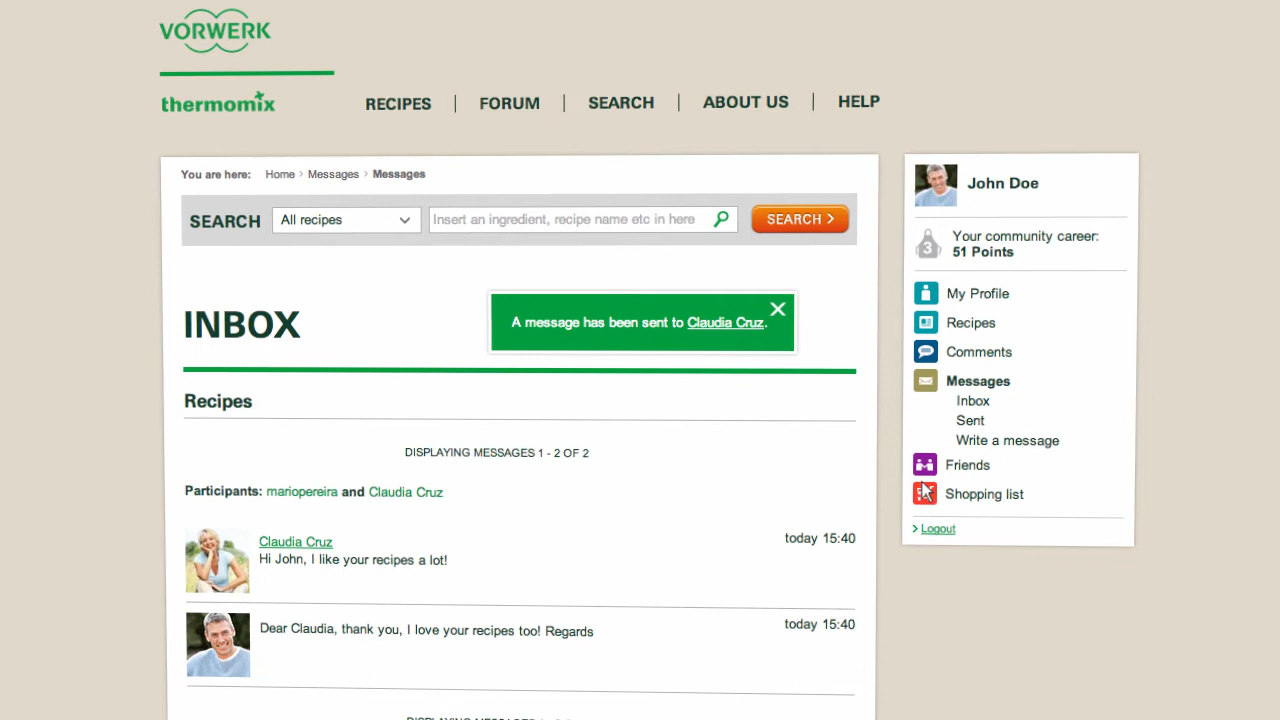 VORWERK
thermomix
RECIPES
FORUM
SEARCH
ABOUT US
HELP
You are here: Home › Messages › Messages
SEARCH
All recipes
Insert an ingredient, recipe name etc in here
SEARCH >
INBOX
A message has been sent to Claudia Cruz.
Recipes
DISPLAYING MESSAGES 1 - 2 OF 2
Participants: mariopereira and Claudia Cruz
Claudia Cruz
today 15:40
Hi John, I like your recipes a lot!
Dear Claudia, thank you, I love your recipes too! Regards
today 15:40
John Doe
3
Your community career:
51 Points
My Profile
Recipes
Comments
Messages
Inbox
Sent
Write a message
Friends
Shopping list
> Logout